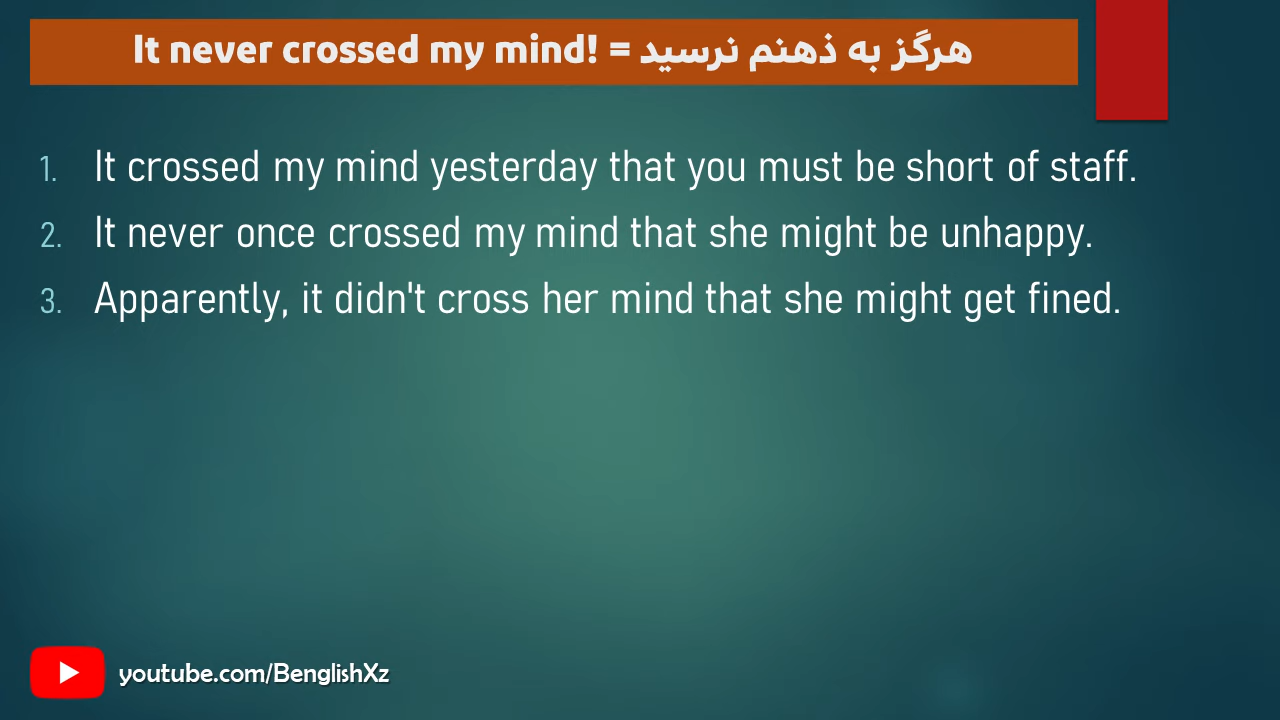 It never crossed my mind! = هرگز به ذهنم نرسید
1. It crossed my mind yesterday that you must be short of staff.
2. It never once crossed my mind that she might be unhappy.
3. Apparently, it didn't cross her mind that she might get fined.
youtube.com/BenglishXz